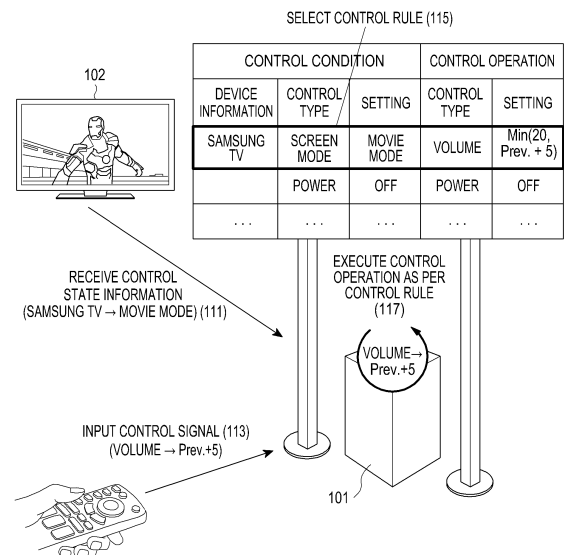 SELECT CONTROL RULE (115)
CONTROL CONDITION
CONTROL OPERATION
102
DEVICE
INFORMATION
CONTROL
TYPE
SETTING
CONTROL
TYPE
SETTING
SAMSUNG
TV
SCREEN
MODE
MOVIE
MODE
VOLUME
Min(20,
Prev. + 5)
POWER
OFF
POWER
OFF
. . .
. . .
. . .
. . .
. . .
RECEIVE CONTROL
STATE INFORMATION
(SAMSUNG TV → MOVIE MODE) (111)
EXECUTE CONTROL
OPERATION AS PER
CONTROL RULE
(117)
VOLUME→
Prev.+5
INPUT CONTROL SIGNAL (113)
(VOLUME → Prev.+5)
101